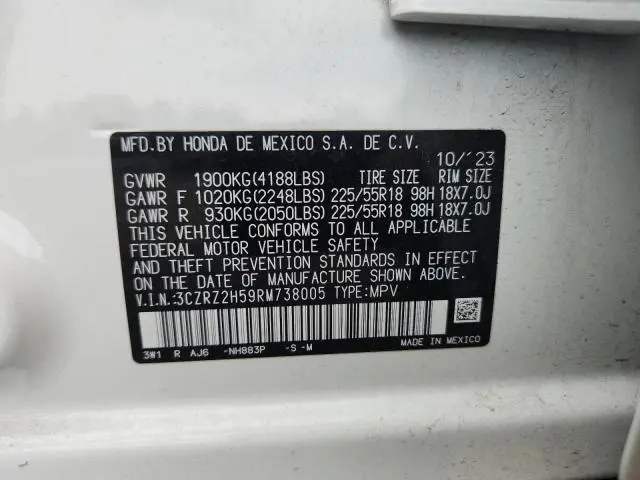 MFD.BY HONDA DE MEXICO S.A. DE C.V.
10/´23
GVWR 1900KG(4188LBS) TIRE SIZE RIM SIZE
GAWR F 1020KG(2248LBS) 225/55R18 98H 18X7.0J
GAWR R 930KG(2050LBS) 225/55R18 98H 18X7.0J
THIS VEHICLE CONFORMS TO ALL APPLICABLE
FEDERAL MOTOR VEHICLE SAFETY
AND THEFT PREVENTION STANDARDS IN EFFECT
ON THE DATE OF MANUFACTURE SHOWN ABOVE.
V.I.N.:3CZRZ2H59RM738005 TYPE:MPV
3W1 R AJ6 -NH883P -S -M
MADE IN MEXICO